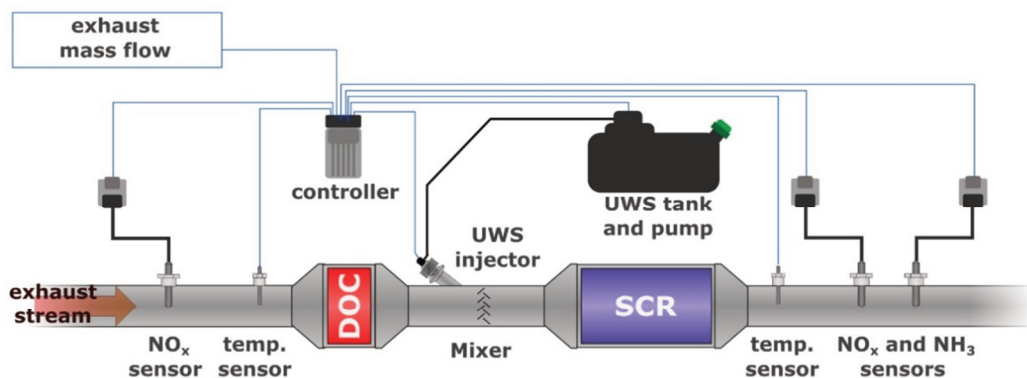 exhaust
mass flow
controller
UWS tank
and pump
UWS
injector
exhaust
stream
DOC
SCR
NOₓ
sensor
temp.
sensor
Mixer
temp.
sensor
NOₓ and NH₃
sensors